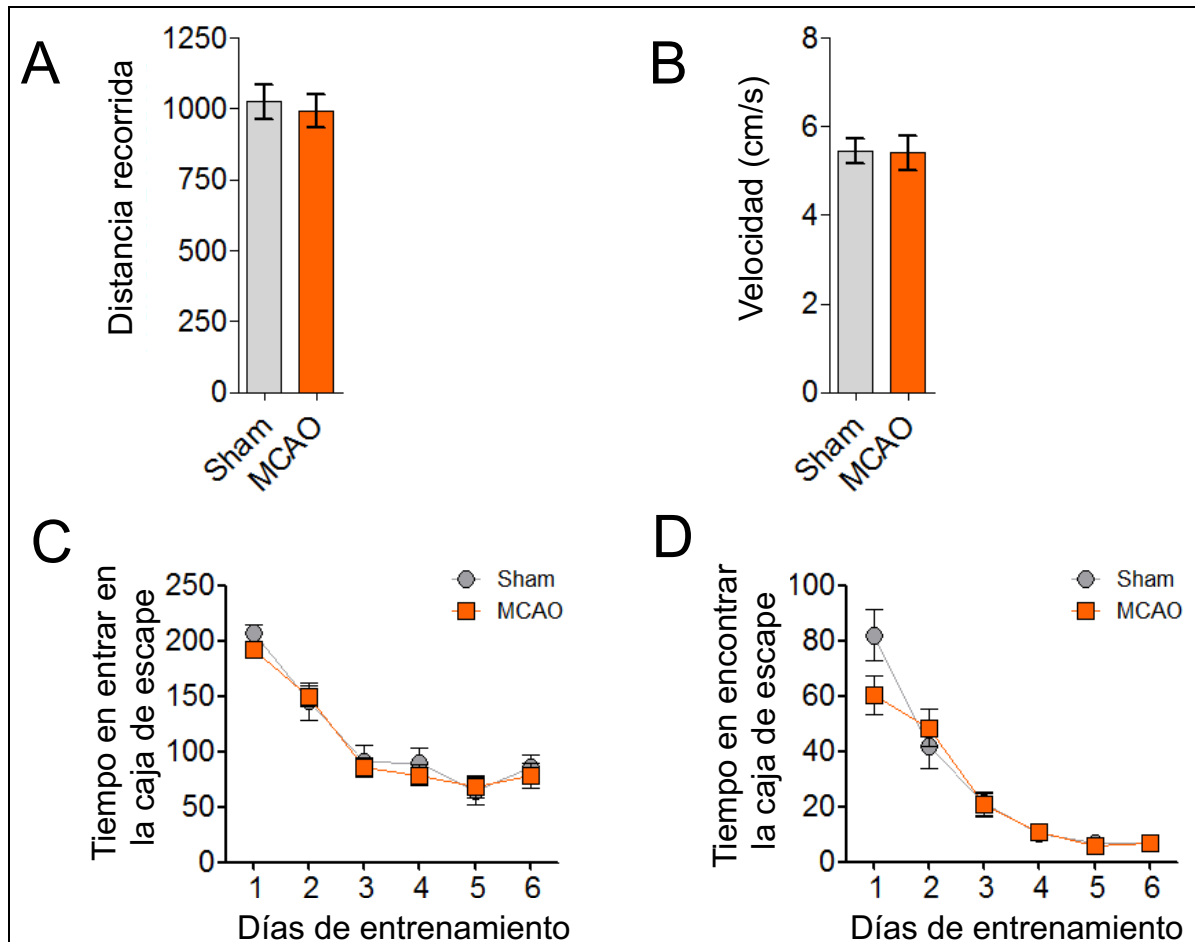 A
Distancia recorrida
1250
1000
750
500
250
0
Sham
MCAO
B
Velocidad (cm/s)
8
6
4
2
0
Sham
MCAO
C
Tiempo en entrar en
la caja de escape
250
200
150
100
50
0
Sham
MCAO
1 2 3 4 5 6
Días de entrenamiento
D
Tiempo en encontrar
la caja de escape
100
80
60
40
20
0
Sham
MCAO
1 2 3 4 5 6
Días de entrenamiento